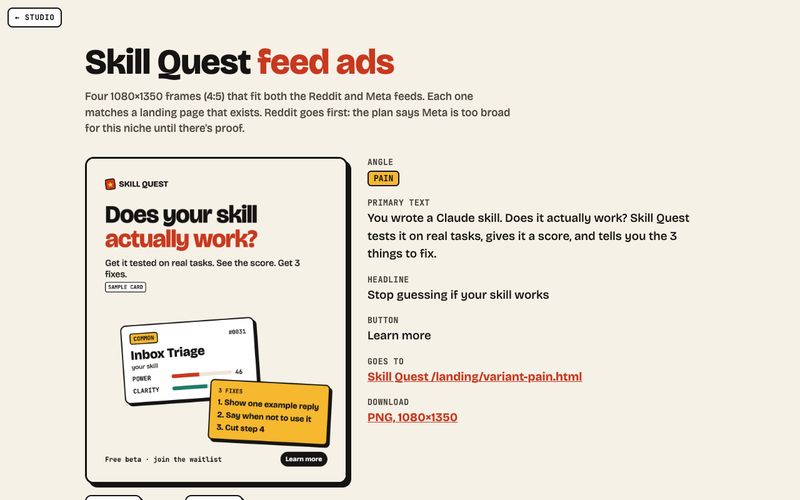 ← STUDIO
Skill Quest feed ads
Four 1080×1350 frames (4:5) that fit both the Reddit and Meta feeds. Each one
matches a landing page that exists. Reddit goes first: the plan says Meta is too broad
for this niche until there's proof.
SKILL QUEST
Does your skill
actually work?
Get it tested on real tasks. See the score. Get 3
fixes.
SAMPLE CARD
COMMON
#0031
Inbox Triage
your skill
POWER
46
CLARITY
3 FIXES
1. Show one example reply
2. Say when not to use it
3. Cut step 4
Free beta · join the waitlist
Learn more
ANGLE
PAIN
PRIMARY TEXT
You wrote a Claude skill. Does it actually work? Skill Quest
tests it on real tasks, gives it a score, and tells you the 3
things to fix.
HEADLINE
Stop guessing if your skill works
BUTTON
Learn more
GOES TO
Skill Quest /landing/variant-pain.html
DOWNLOAD
PNG, 1080×1350